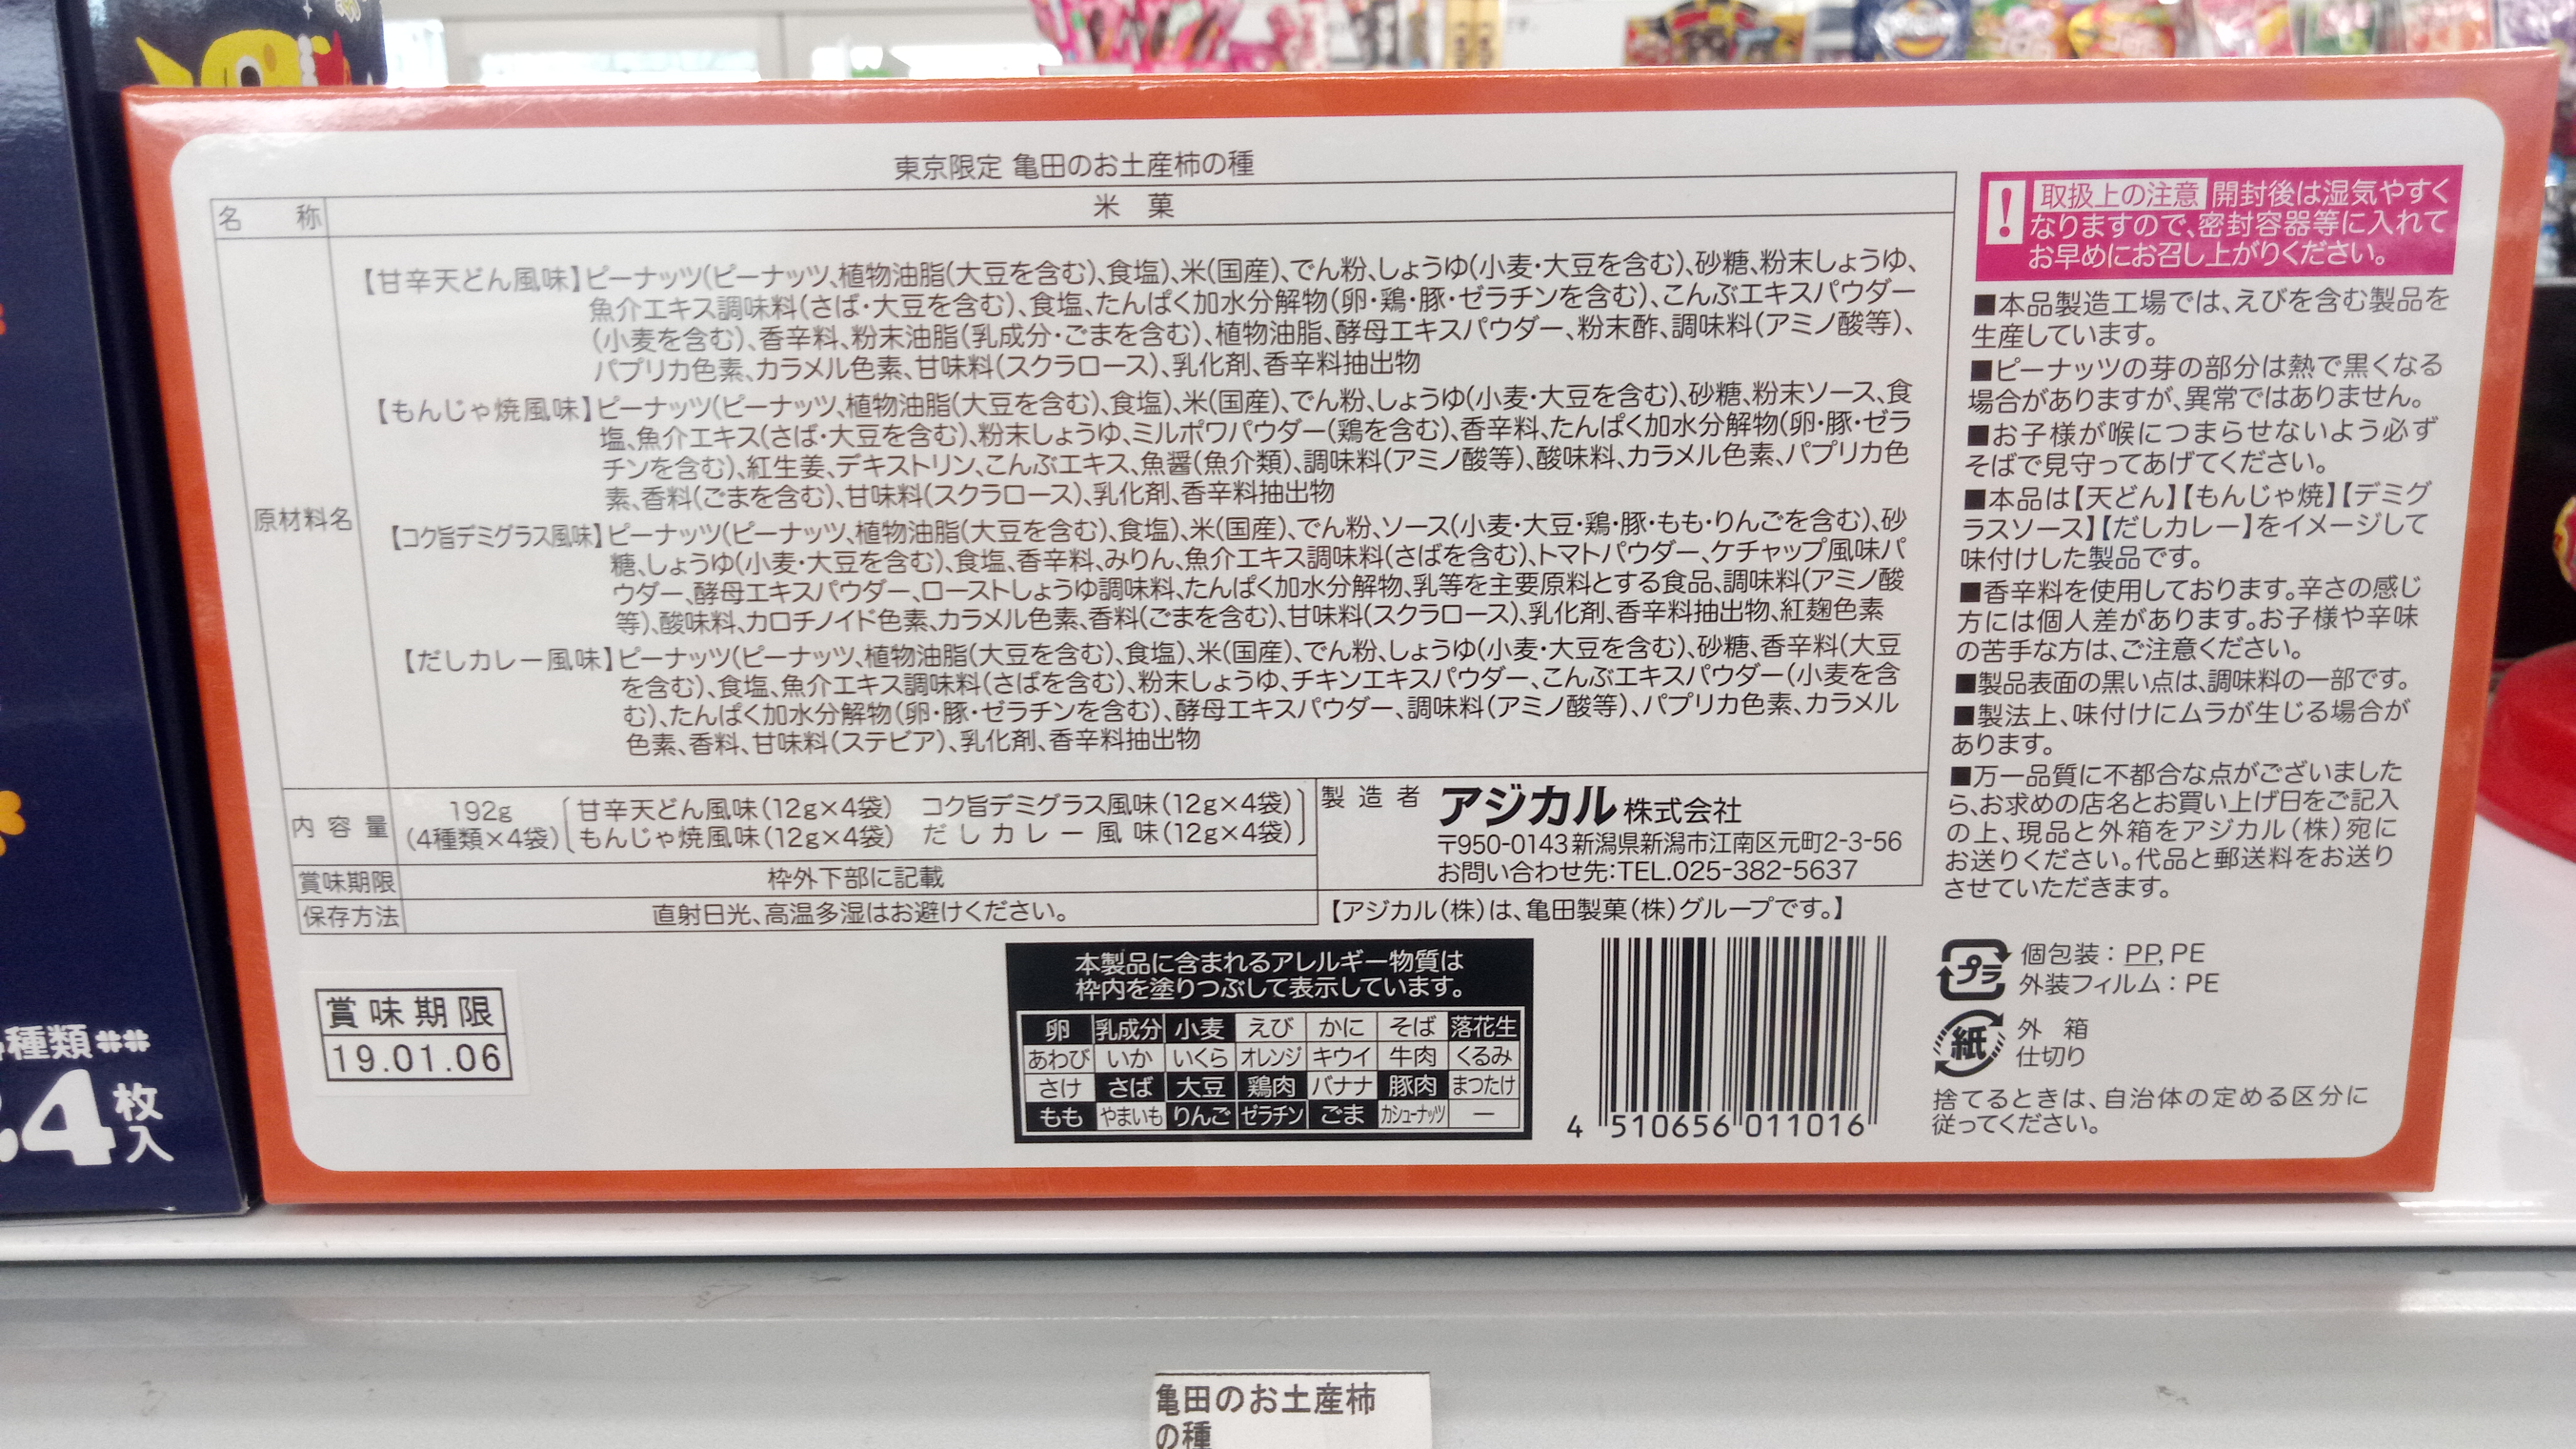 東京限定 亀田のお土産柿の種
名 称
米 菓
原材料名
【甘辛天どん風味】ピーナッツ(ピーナッツ、植物油脂(大豆を含む)、食塩)、米(国産)、でん粉、しょうゆ(小麦・大豆を含む)、砂糖、粉末しょうゆ、
魚介エキス調味料(さば・大豆を含む)、食塩、たんぱく加水分解物(卵・鶏・豚・ゼラチンを含む)、こんぶエキスパウダー
(小麦を含む)、香辛料、粉末油脂(乳成分・ごまを含む)、植物油脂、酵母エキスパウダー、粉末酢、調味料(アミノ酸等)、
パプリカ色素、カラメル色素、甘味料(スクラロース)、乳化剤、香辛料抽出物
【もんじゃ焼風味】ピーナッツ(ピーナッツ、植物油脂(大豆を含む)、食塩)、米(国産)、でん粉、しょうゆ(小麦・大豆を含む)、砂糖、粉末ソース、食
塩、魚介エキス(さば・大豆を含む)、粉末しょうゆ、ミルポワパウダー(鶏を含む)、香辛料、たんぱく加水分解物(卵・豚・ゼラ
チンを含む)、紅生姜、デキストリン、こんぶエキス、魚醤(魚介類)、調味料(アミノ酸等)、酸味料、カラメル色素、パプリカ色
素、香料(ごまを含む)、甘味料(スクラロース)、乳化剤、香辛料抽出物
【コク旨デミグラス風味】ピーナッツ(ピーナッツ、植物油脂(大豆を含む)、食塩)、米(国産)、でん粉、ソース(小麦・大豆・鶏・豚・もも・りんごを含む)、砂
糖、しょうゆ(小麦・大豆を含む)、食塩、香辛料、みりん、魚介エキス調味料(さばを含む)、トマトパウダー、ケチャップ風味パ
ウダー、酵母エキスパウダー、ローストしょうゆ調味料、たんぱく加水分解物、乳等を主要原料とする食品、調味料(アミノ酸
等)、酸味料、カロチノイド色素、カラメル色素、香料(ごまを含む)、甘味料(スクラロース)、乳化剤、香辛料抽出物、紅麹色素
【だしカレー風味】ピーナッツ(ピーナッツ、植物油脂(大豆を含む)、食塩)、米(国産)、でん粉、しょうゆ(小麦・大豆を含む)、砂糖、香辛料(大豆
を含む)、食塩、魚介エキス調味料(さばを含む)、粉末しょうゆ、チキンエキスパウダー、こんぶエキスパウダー(小麦を含
む)、たんぱく加水分解物(卵・豚・ゼラチンを含む)、酵母エキスパウダー、調味料(アミノ酸等)、パプリカ色素、カラメル
色素、香料、甘味料(ステビア)、乳化剤、香辛料抽出物
内容量
192g
(4種類×4袋)
甘辛天どん風味(12g×4袋) コク旨デミグラス風味(12g×4袋)
もんじゃ焼風味(12g×4袋) だしカレー風味(12g×4袋)
賞味期限 枠外下部に記載
保存方法 直射日光、高温多湿はお避けください。
製造者 アジカル株式会社
〒950-0143新潟県新潟市江南区元町2-3-56
お問い合わせ先:TEL.025-382-5637
【アジカル(株)は、亀田製菓(株)グループです。】
賞味期限
19.01.06
本製品に含まれるアレルギー物質は
枠内を塗りつぶして表示しています。
卵 乳成分 小麦 えび かに そば 落花生
あわび いか いくら オレンジ キウイ 牛肉 くるみ
さけ さば 大豆 鶏肉 バナナ 豚肉 まつたけ
もも やまいも りんご ゼラチン ごま カシューナッツ ー
4 510656 011016
! 取扱上の注意 開封後は湿気やすく
なりますので、密封容器等に入れて
お早めにお召し上がりください。
■本品製造工場では、えびを含む製品を
生産しています。
■ピーナッツの芽の部分は熱で黒くなる
場合がありますが、異常ではありません。
■お子様が喉につまらせないよう必ず
そばで見守ってあげてください。
■本品は【天どん】【もんじゃ焼】【デミグ
ラスソース】【だしカレー】をイメージして
味付けした製品です。
■香辛料を使用しております。辛さの感じ
方には個人差があります。お子様や辛味
の苦手な方は、ご注意ください。
■製品表面の黒い点は、調味料の一部です。
■製法上、味付けにムラが生じる場合が
あります。
■万一品質に不都合な点がございました
ら、お求めの店名とお買い上げ日をご記入
の上、現品と外箱をアジカル(株)宛に
お送りください。代品と郵送料をお送り
させていただきます。
プラ 個包装:PP,PE
外装フィルム:PE
紙 外 箱
仕切り
捨てるときは、自治体の定める区分に
従ってください。
種類
24枚入
亀田のお土産柿
の種